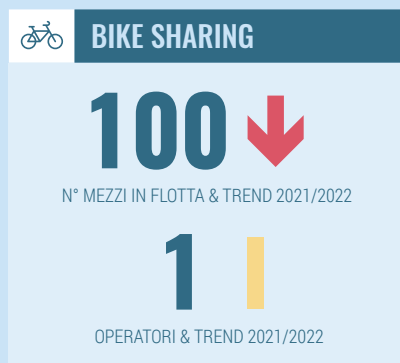 BIKE SHARING
100
N° MEZZI IN FLOTTA & TREND 2021/2022
1
OPERATORI & TREND 2021/2022